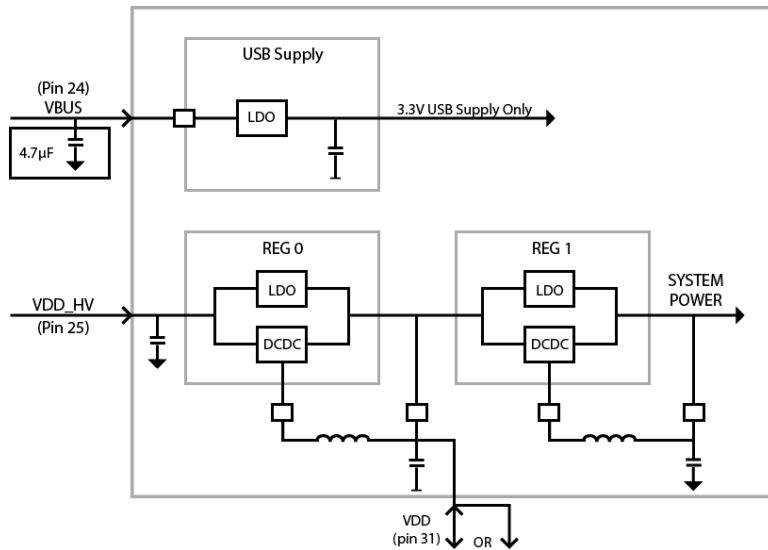 USB Supply
(Pin 24)
VBUS
LDO
3.3V USB Supply Only
4.7µF
REG 0
REG 1
LDO
LDO
SYSTEM
POWER
VDD_HV
(Pin 25)
DCDC
DCDC
VDD
(pin 31)
OR